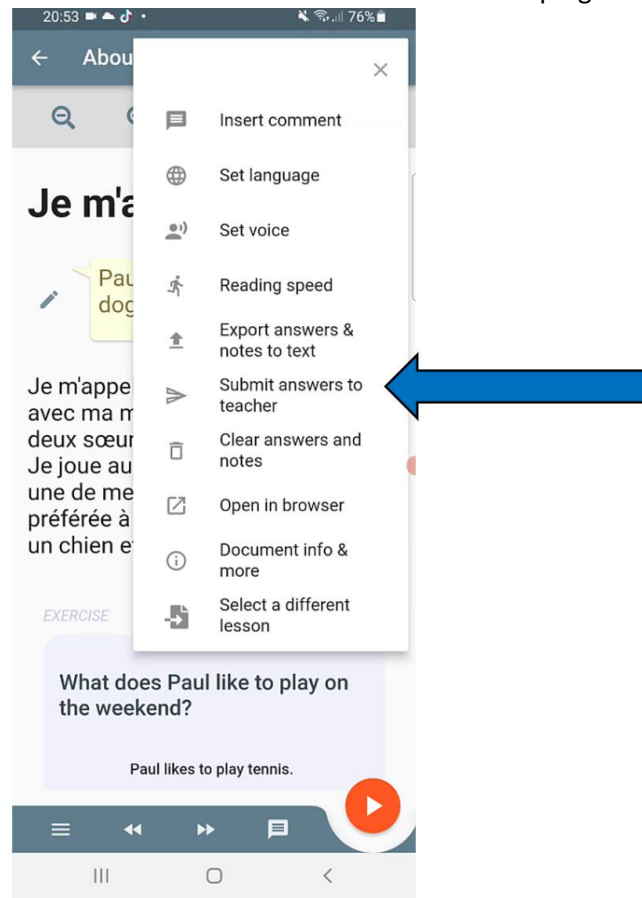 20:53
76%
Abou
Insert comment
Set language
Je m'a
Set voice
Pau
dog
Reading speed
Export answers &
notes to text
Submit answers to
teacher
Clear answers and
notes
Open in browser
Document info &
more
Select a different
lesson
Je m'appe
avec ma m
deux sœur
Je joue au
une de me
préférée à
un chien e
EXERCISE
What does Paul like to play on
the weekend?
Paul likes to play tennis.